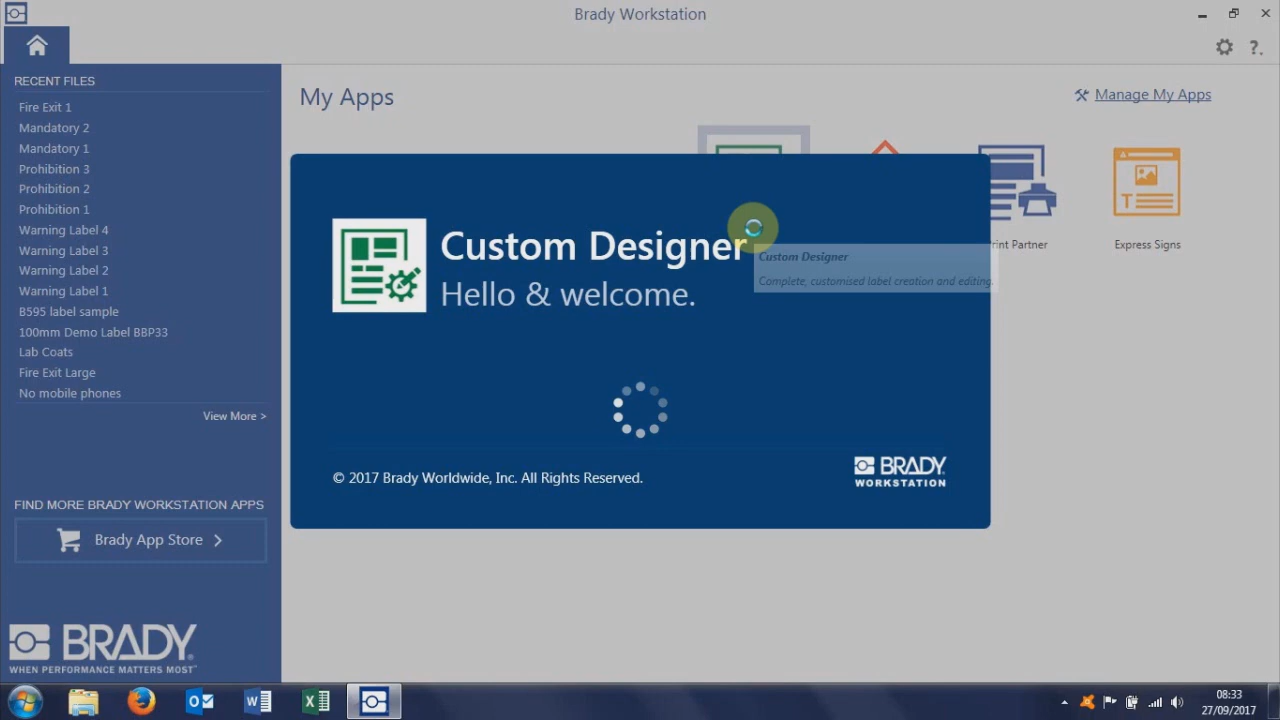 Brady Workstation
?.
RECENT FILES
Fire Exit 1
Mandatory 2
Mandatory 1
Prohibition 3
Prohibition 2
Prohibition 1
Warning Label 4
Warning Label 3
Warning Label 2
Warning Label 1
B595 label sample
100mm Demo Label BBP33
Lab Coats
Fire Exit Large
No mobile phones
View More >
FIND MORE BRADY WORKSTATION APPS
Brady App Store >
BRADY
WHEN PERFORMANCE MATTERS MOST™
My Apps
Manage My Apps
Express Signs
Custom Designer
Hello & welcome.
Custom Designer
Complete, customised label creation and editing.
© 2017 Brady Worldwide, Inc. All Rights Reserved.
BRADY
WORKSTATION
Partner
08:33
27/09/2017